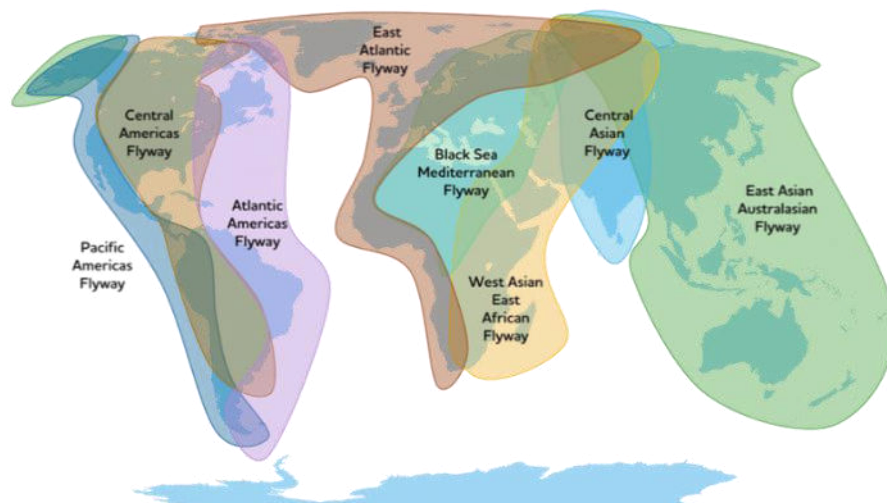 East
Atlantic
Flyway
Central
Americas
Flyway
Central
Asian
Flyway
Black Sea
Mediterranean
Flyway
East Asian
Australasian
Flyway
Atlantic
Americas
Flyway
Pacific
Americas
Flyway
West Asian
East
African
Flyway